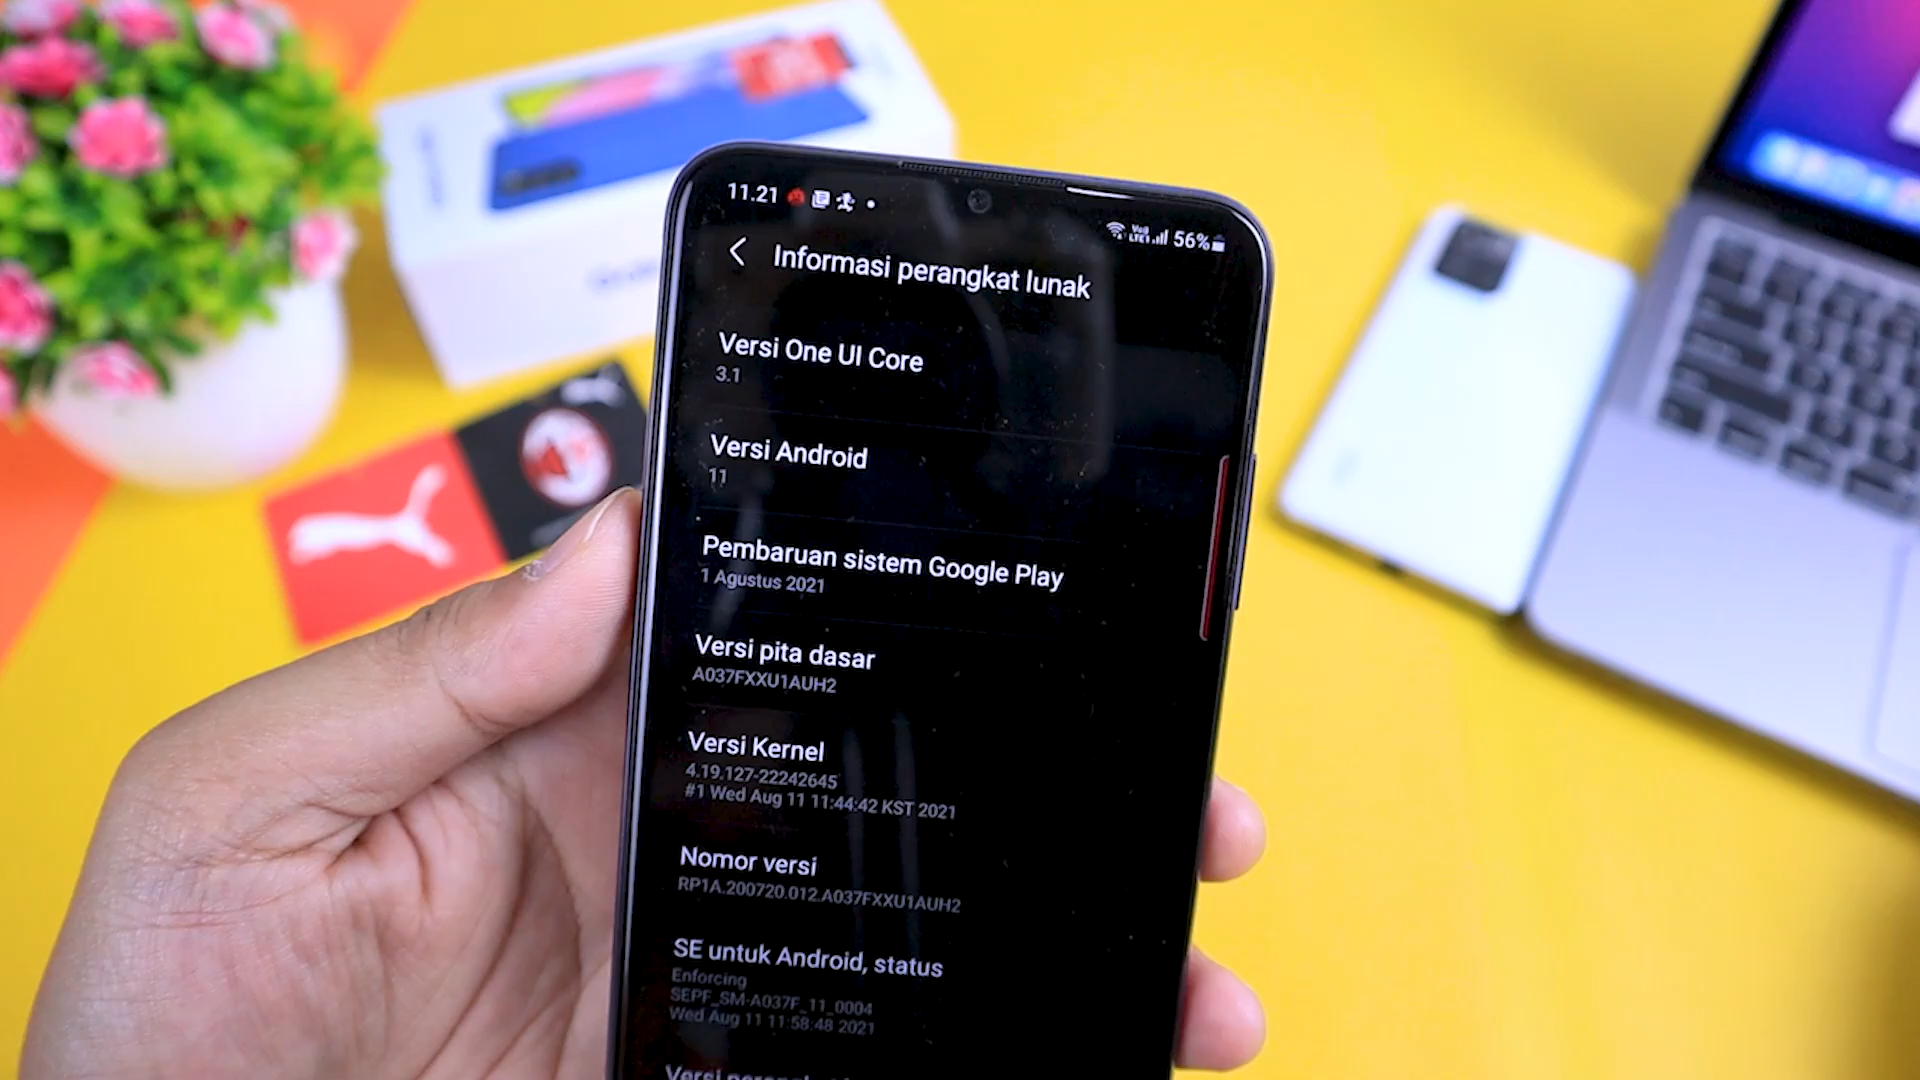 11.21
56%
Informasi perangkat lunak
Versi One UI Core
3.1
Versi Android
11
Pembaruan sistem Google Play
1 Agustus 2021
Versi pita dasar
A037FXXU1AUH2
Versi Kernel
4.19.127-22242645
#1 Wed Aug 11 11:44:42 KST 2021
Nomor versi
RP1A.200720.012.A037FXXU1AUH2
SE untuk Android, status
Enforcing
SEPF_SM-A037F_11_0004
Wed Aug 11 11:58:48 2021
Versi